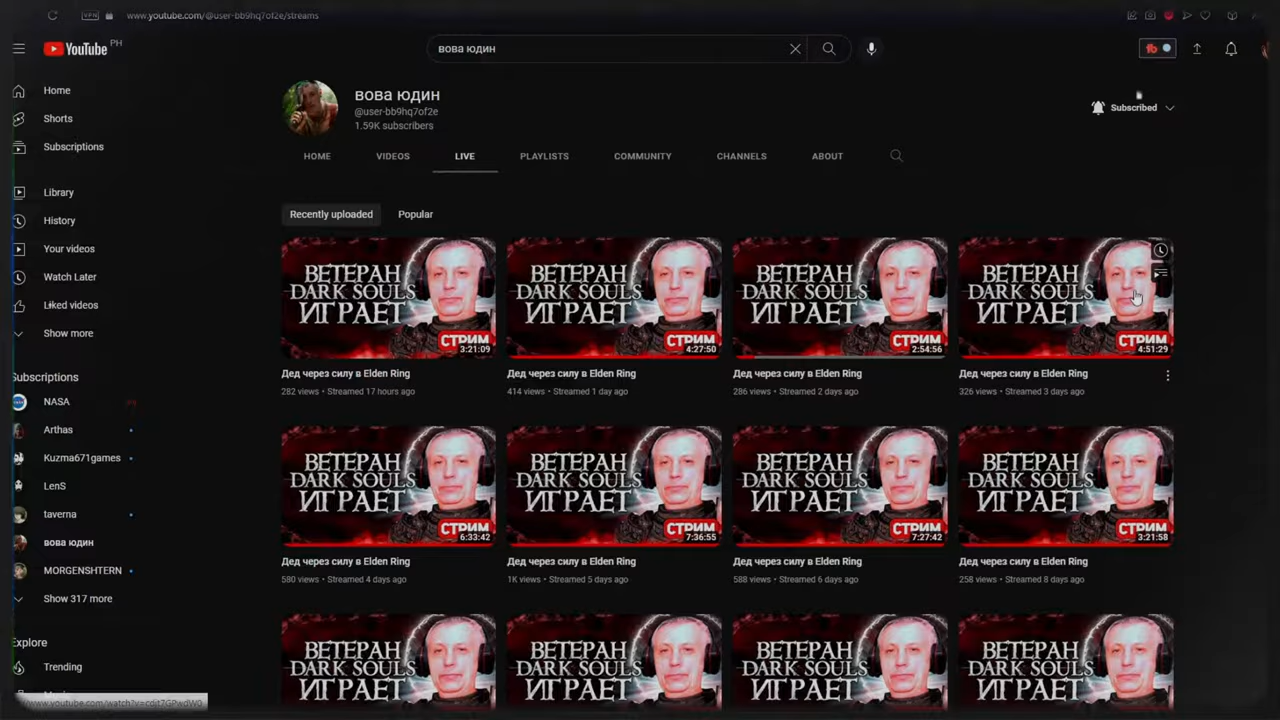 VPN www.youtube.com/@user-bb9hq7of2e/streams
YouTube PH
вова юдин
Home
Shorts
Subscriptions
Library
History
Your videos
Watch Later
Liked videos
Show more
Subscriptions
NASA
Arthas
Kuzma671games
LenS
taverna
вова юдин
MORGENSHTERN
Show 317 more
Explore
Trending
www.youtube.com/watch?v=cdjt7GPwdW0
вова юдин
@user-bb9hq7of2e
1.59K subscribers
Subscribed
HOME VIDEOS LIVE PLAYLISTS COMMUNITY CHANNELS ABOUT
Recently uploaded Popular
ВЕТЕРАН
DARK SOULS
ИГРАЕТ
СТРИМ
3:21:09
Дед через силу в Elden Ring
282 views • Streamed 17 hours ago
ВЕТЕРАН
DARK SOULS
ИГРАЕТ
СТРИМ
4:27:50
Дед через силу в Elden Ring
414 views • Streamed 1 day ago
ВЕТЕРАН
DARK SOULS
ИГРАЕТ
СТРИМ
2:54:56
Дед через силу в Elden Ring
286 views • Streamed 2 days ago
ВЕТЕРАН
DARK SOULS
ИГРАЕТ
СТРИМ
4:51:29
Дед через силу в Elden Ring
326 views • Streamed 3 days ago
ВЕТЕРАН
DARK SOULS
ИГРАЕТ
СТРИМ
6:33:42
Дед через силу в Elden Ring
580 views • Streamed 4 days ago
ВЕТЕРАН
DARK SOULS
ИГРАЕТ
СТРИМ
7:36:55
Дед через силу в Elden Ring
1K views • Streamed 5 days ago
ВЕТЕРАН
DARK SOULS
ИГРАЕТ
СТРИМ
7:27:42
Дед через силу в Elden Ring
588 views • Streamed 6 days ago
ВЕТЕРАН
DARK SOULS
ИГРАЕТ
СТРИМ
3:21:58
Дед через силу в Elden Ring
258 views • Streamed 8 days ago
ВЕТЕРАН
DARK SOULS
ИГРАЕТ
ВЕТЕРАН
DARK SOULS
ИГРАЕТ
ВЕТЕРАН
DARK SOULS
ИГРАЕТ
ВЕТЕРАН
DARK SOULS
ИГРАЕТ